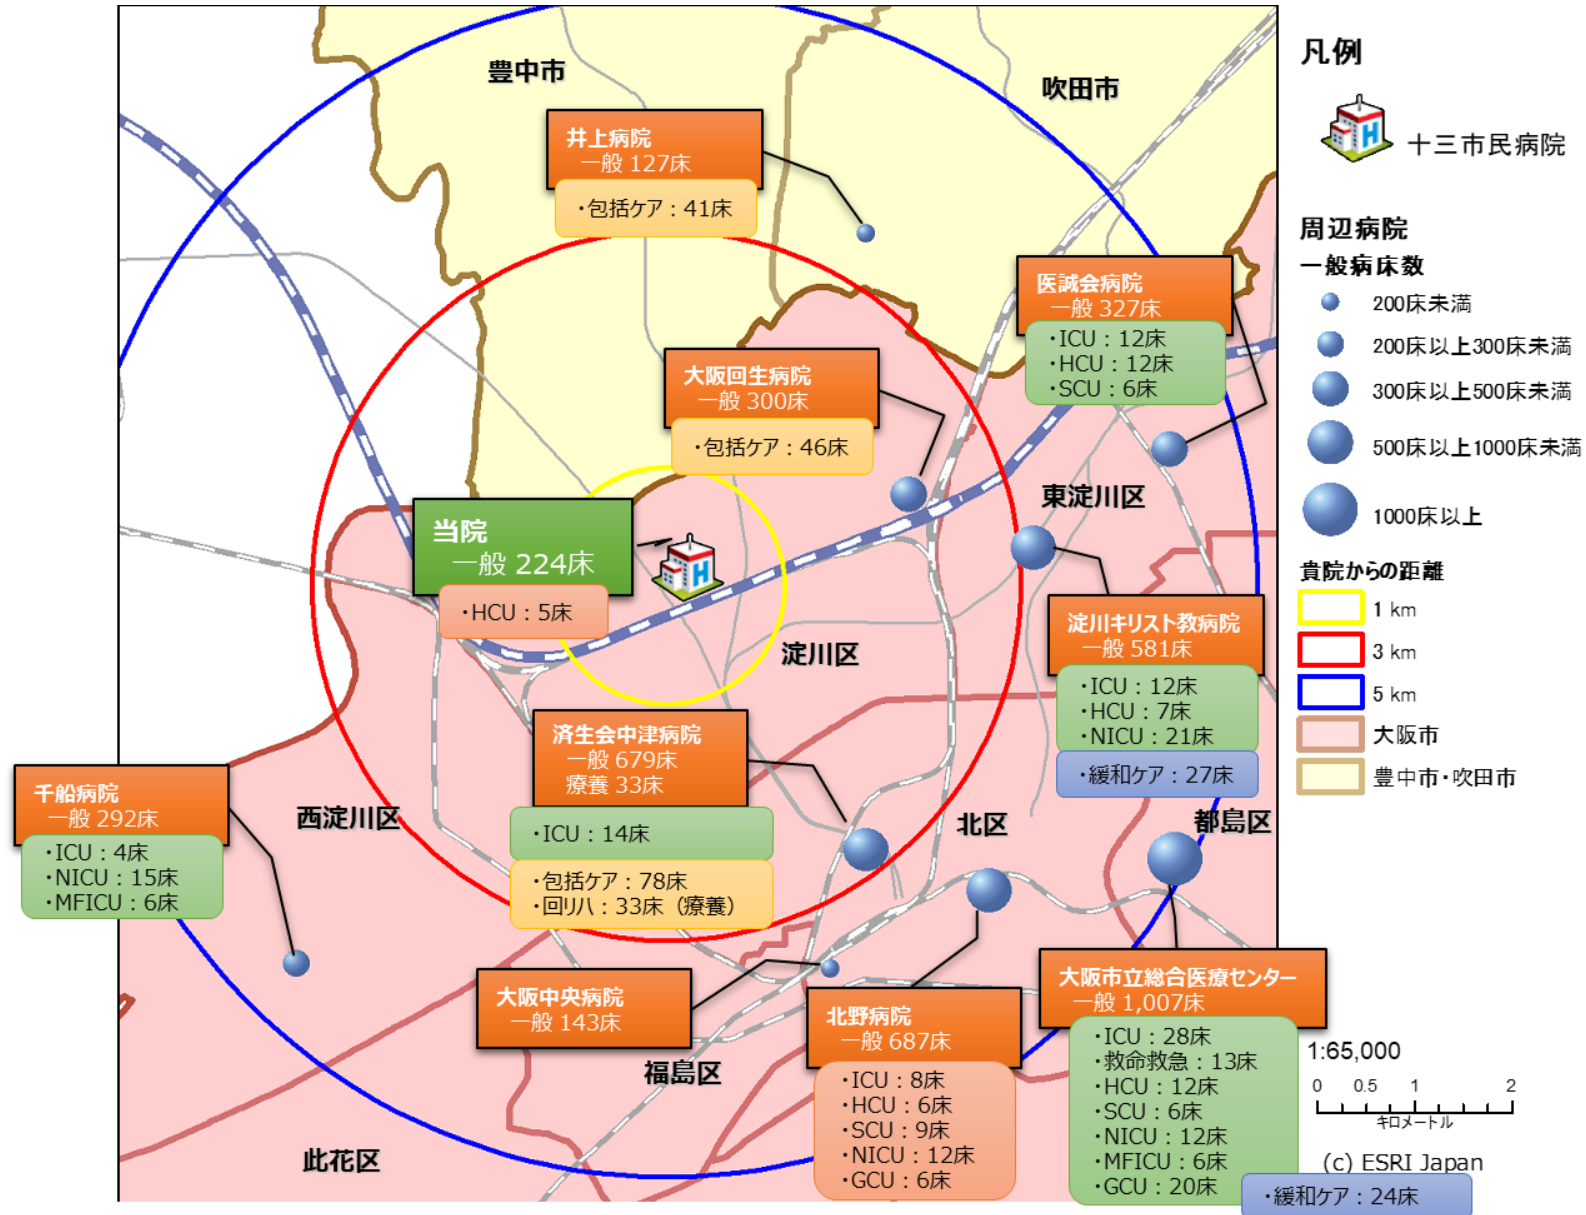 豊中市
吹田市
井上病院
一般 127床
・包括ケア：41床
医誠会病院
一般 327床
・ICU：12床
・HCU：12床
・SCU：6床
大阪回生病院
一般 300床
・包括ケア：46床
東淀川区
当院
一般 224床
・HCU：5床
淀川区
淀川キリスト教病院
一般 581床
・ICU：12床
・HCU：7床
・NICU：21床
・緩和ケア：27床
済生会中津病院
一般 679床
療養 33床
・ICU：14床
・包括ケア：78床
・回リハ：33床（療養）
千船病院
一般 292床
・ICU：4床
・NICU：15床
・MFICU：6床
西淀川区
北区
都島区
大阪中央病院
一般 143床
福島区
此花区
北野病院
一般 687床
・ICU：8床
・HCU：6床
・SCU：9床
・NICU：12床
・GCU：6床
大阪市立総合医療センター
一般 1,007床
・ICU：28床
・救命救急：13床
・HCU：12床
・SCU：6床
・NICU：12床
・MFICU：6床
・GCU：20床
・緩和ケア：24床
凡例
十三市民病院
周辺病院
一般病床数
200床未満
200床以上300床未満
300床以上500床未満
500床以上1000床未満
1000床以上
貴院からの距離
1 km
3 km
5 km
大阪市
豊中市・吹田市
1:65,000
0 0.5 1 2
キロメートル
(c) ESRI Japan